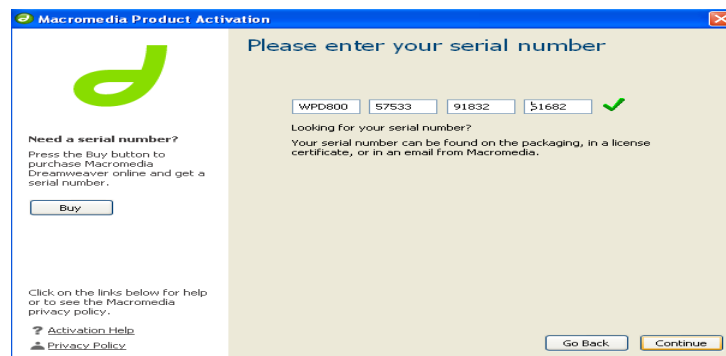 Macromedia Product Activation
Please enter your serial number
WPD800 57533 91832 51682
Looking for your serial number?
Your serial number can be found on the packaging, in a license
certificate, or in an email from Macromedia.
Need a serial number?
Press the Buy button to
purchase Macromedia
Dreamweaver online and get a
serial number.
Buy
Click on the links below for help
or to see the Macromedia
privacy policy.
? Activation Help
Privacy Policy
Go Back Continue